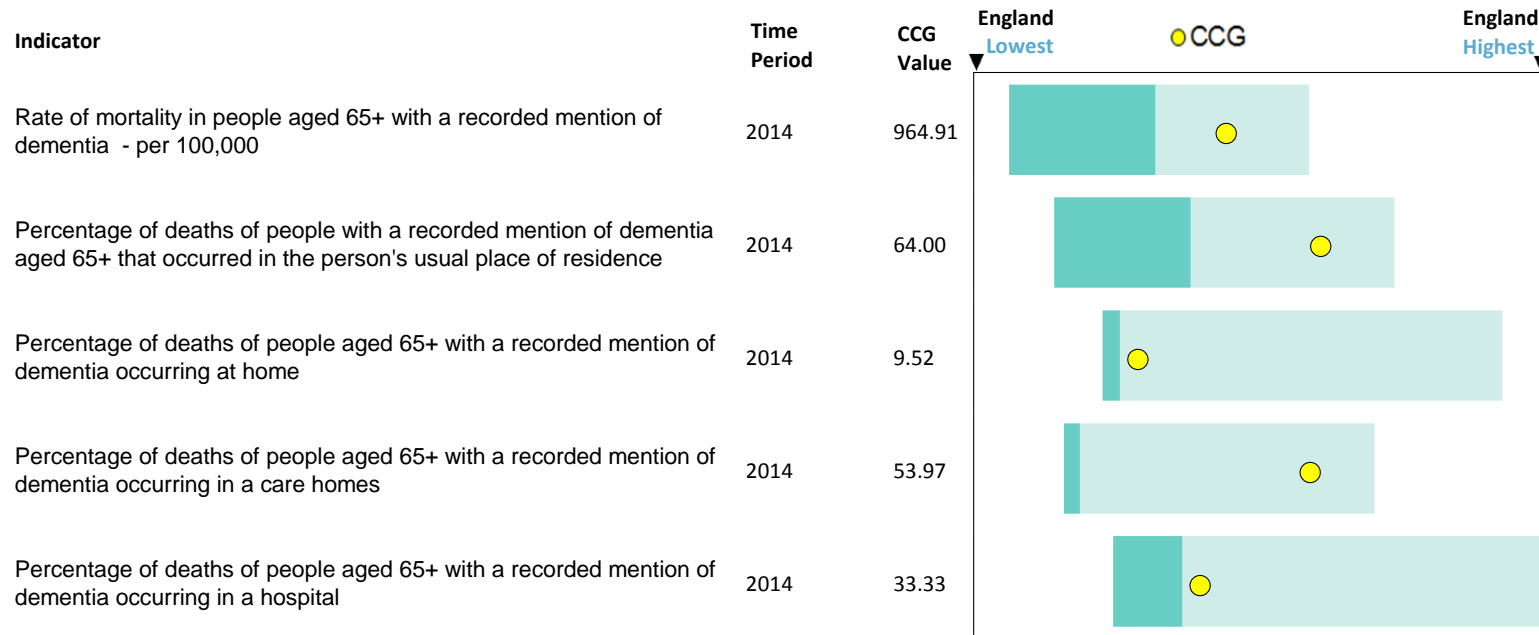 Indicator
Time
Period
CCG
Value
England
Lowest
CCG
England
Highest
Rate of mortality in people aged 65+ with a recorded mention of
dementia - per 100,000
2014
964.91
Percentage of deaths of people with a recorded mention of dementia
aged 65+ that occurred in the person's usual place of residence
2014
64.00
Percentage of deaths of people aged 65+ with a recorded mention of
dementia occurring at home
2014
9.52
Percentage of deaths of people aged 65+ with a recorded mention of
dementia occurring in a care homes
2014
53.97
Percentage of deaths of people aged 65+ with a recorded mention of
dementia occurring in a hospital
2014
33.33